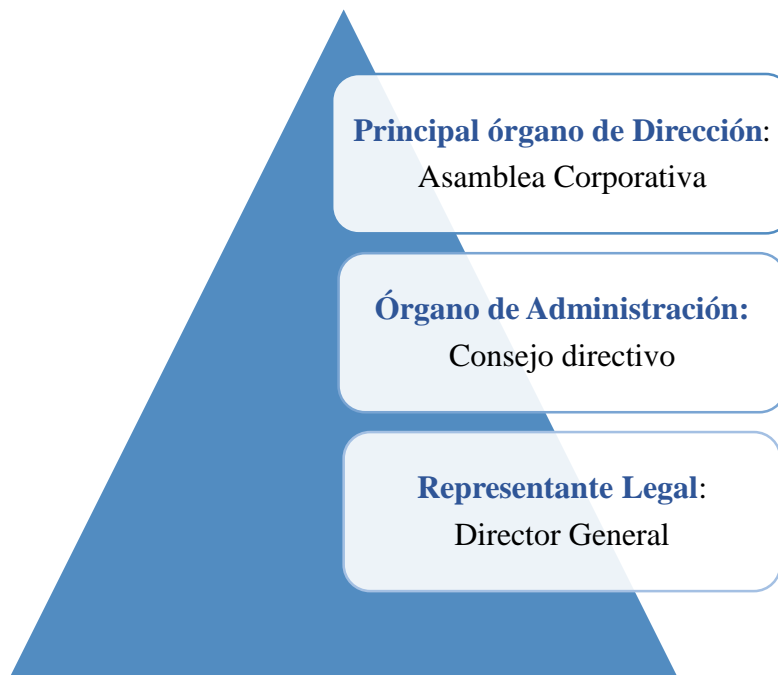 Principal órgano de Dirección:
Asamblea Corporativa
Órgano de Administración:
Consejo directivo
Representante Legal:
Director General